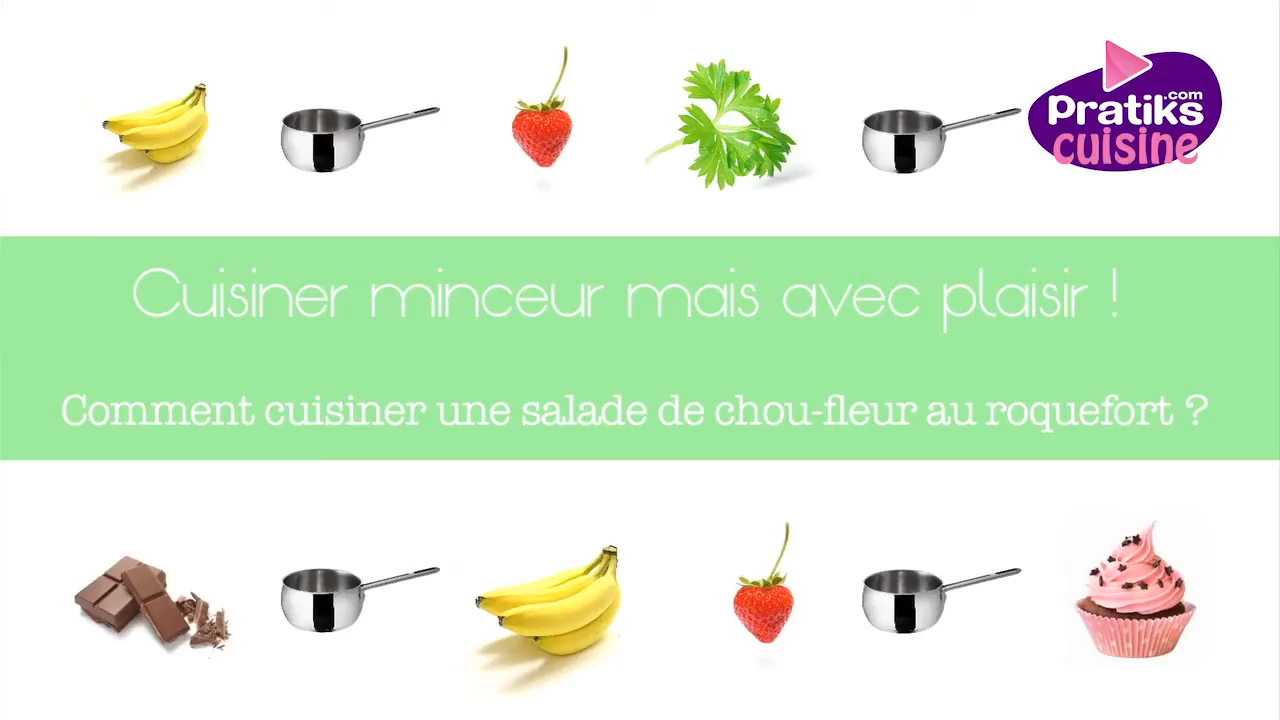 Pratiks.com
cuisine
Cuisiner minceur mais avec plaisir !
Comment cuisiner une salade de chou-fleur au roquefort ?